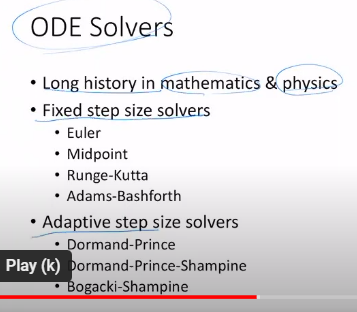 ODE Solvers
• Long history in mathematics & physics
• Fixed step size solvers
• Euler
• Midpoint
• Runge-Kutta
• Adams-Bashforth
• Adaptive step size solvers
• Dormand-Prince
Play (k)
Dormand-Prince-Shampine
• Bogacki-Shampine